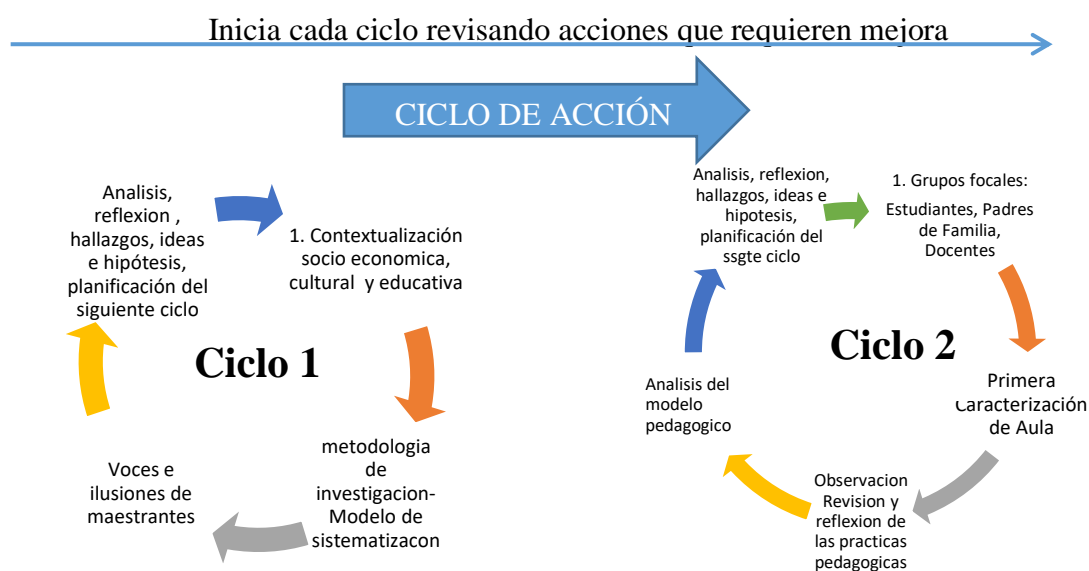 Inicia cada ciclo revisando acciones que requieren mejora
CICLO DE ACCIÓN
Analisis,
reflexion ,
hallazgos, ideas
e hipótesis,
planificación del
siguiente ciclo
1. Contextualización
socio economica,
cultural y educativa
Ciclo 1
metodologia
de
investigacion-
Modelo de
sistematizacon
Voces e
ilusiones de
maestrantes
Analisis, reflexion,
hallazgos, ideas e
hipotesis,
planificación del
ssgte ciclo
1. Grupos focales:
Estudiantes, Padres
de Familia,
Docentes
Ciclo 2
Primera
Caracterización
de Aula
Observacion
Revision y
reflexion de
las practicas
pedagogicas
Analisis del
modelo
pedagogico